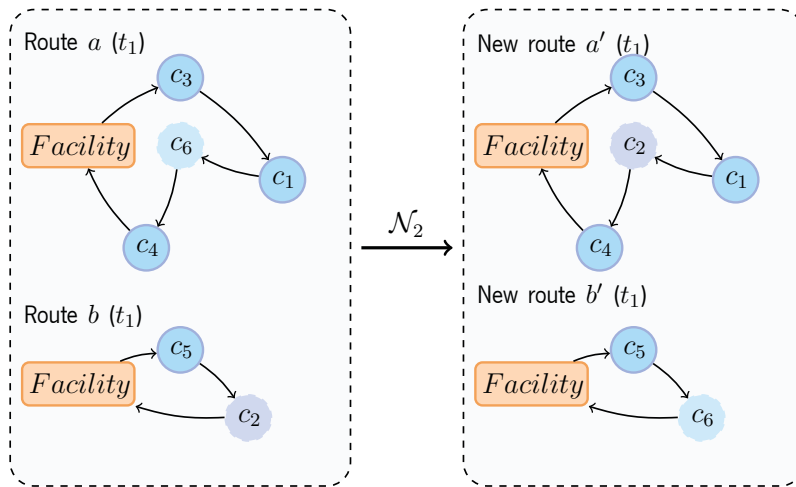 Route a (t₁)
c₃
Facility
c₆
c₁
c₄
Route b (t₁)
c₅
Facility
c₂
𝒩₂
New route a′ (t₁)
c₃
Facility
c₂
c₁
c₄
New route b′ (t₁)
c₅
Facility
c₆